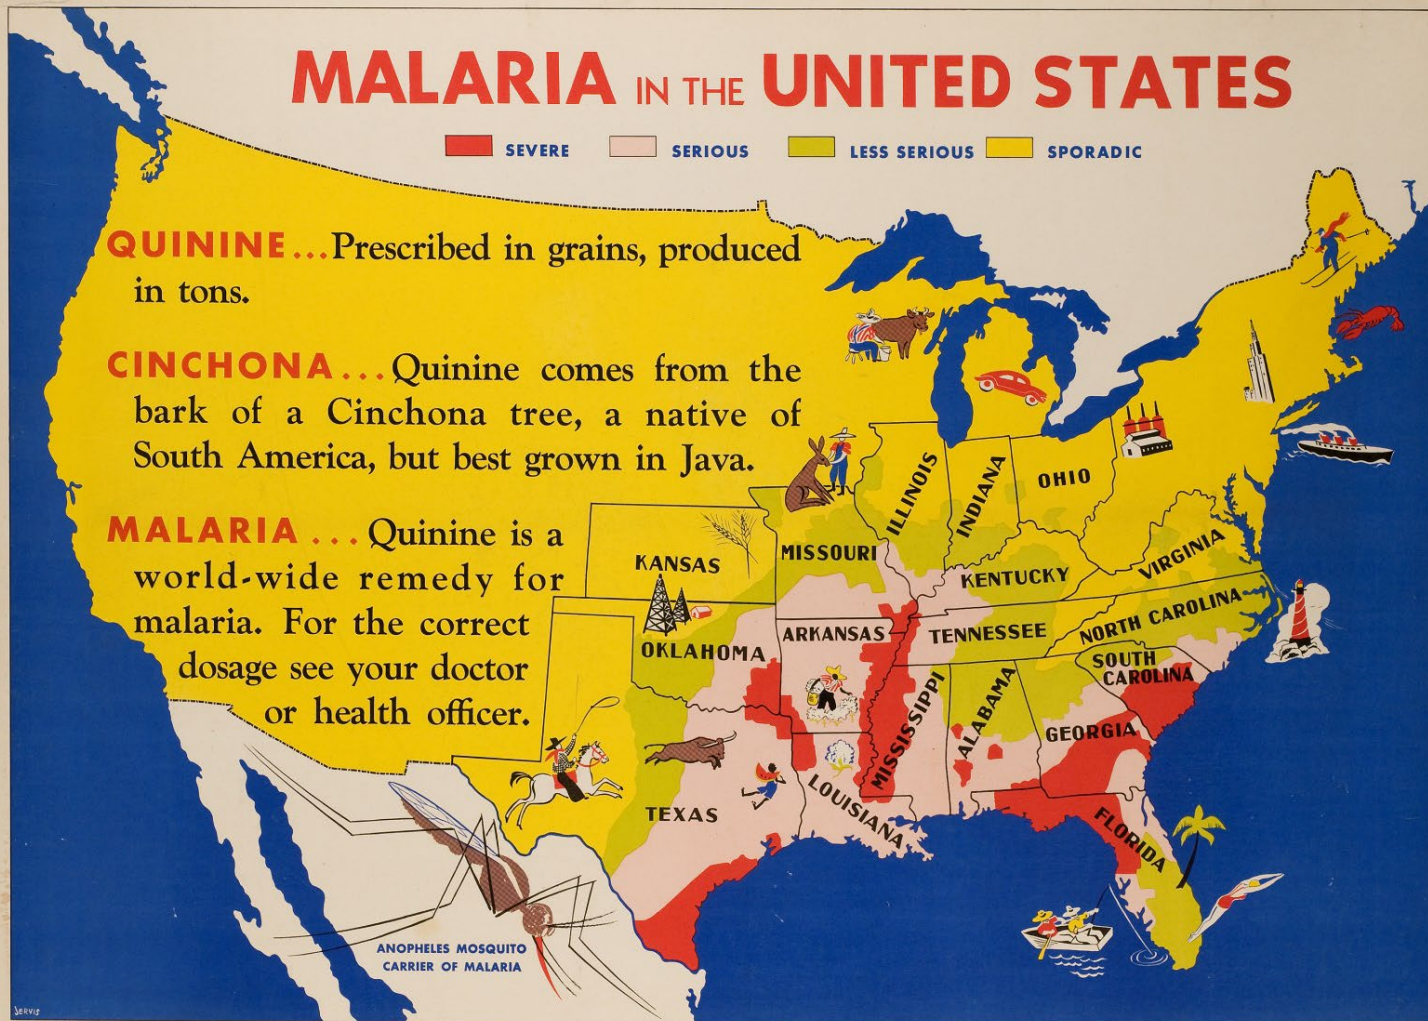 MALARIA IN THE UNITED STATES
SEVERE SERIOUS LESS SERIOUS SPORADIC
QUININE...Prescribed in grains, produced
in tons.
CINCHONA...Quinine comes from the
bark of a Cinchona tree, a native of
South America, but best grown in Java.
MALARIA ... Quinine is a
world-wide remedy for
malaria. For the correct
dosage see your doctor
or health officer.
ILLINOIS
INDIANA
OHIO
KANSAS
MISSOURI
KENTUCKY
VIRGINIA
OKLAHOMA
ARKANSAS
TENNESSEE
NORTH CAROLINA
SOUTH
CAROLINA
TEXAS
LOUISIANA
MISSISSIPPI
ALABAMA
GEORGIA
FLORIDA
ANOPHELES MOSQUITO
CARRIER OF MALARIA
JERVIS